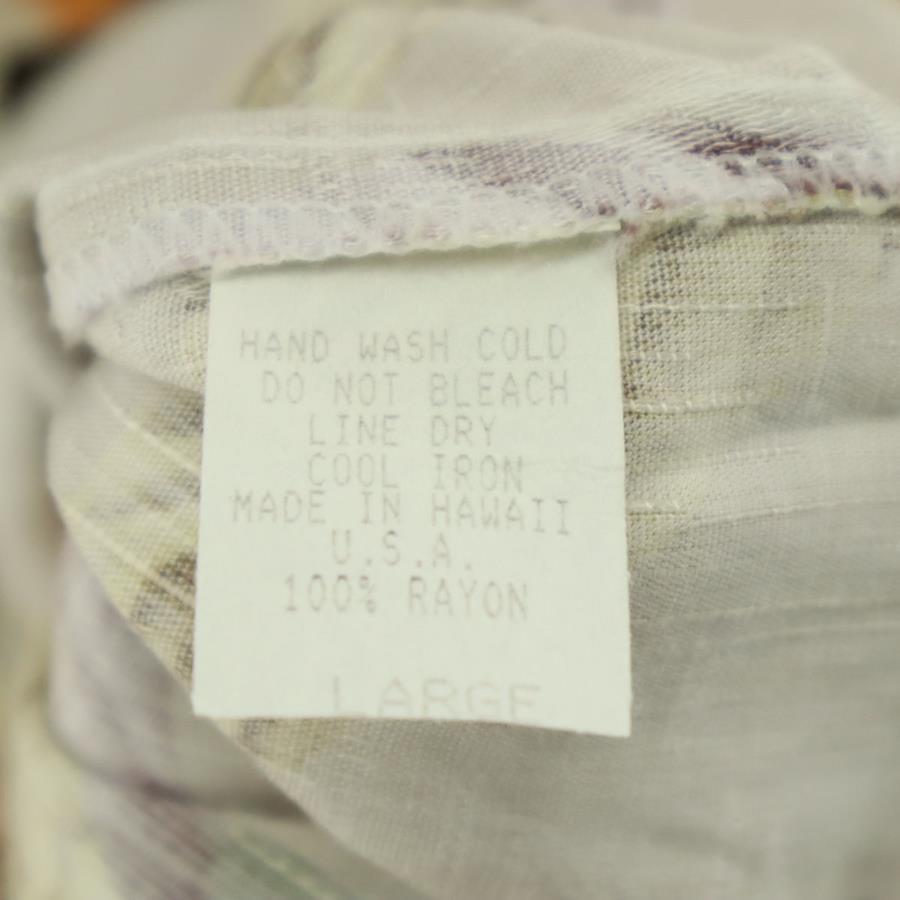 HAND WASH COLD
DO NOT BLEACH
LINE DRY
COOL IRON
MADE IN HAWAII
U.S.A.
100% RAYON
LARGE